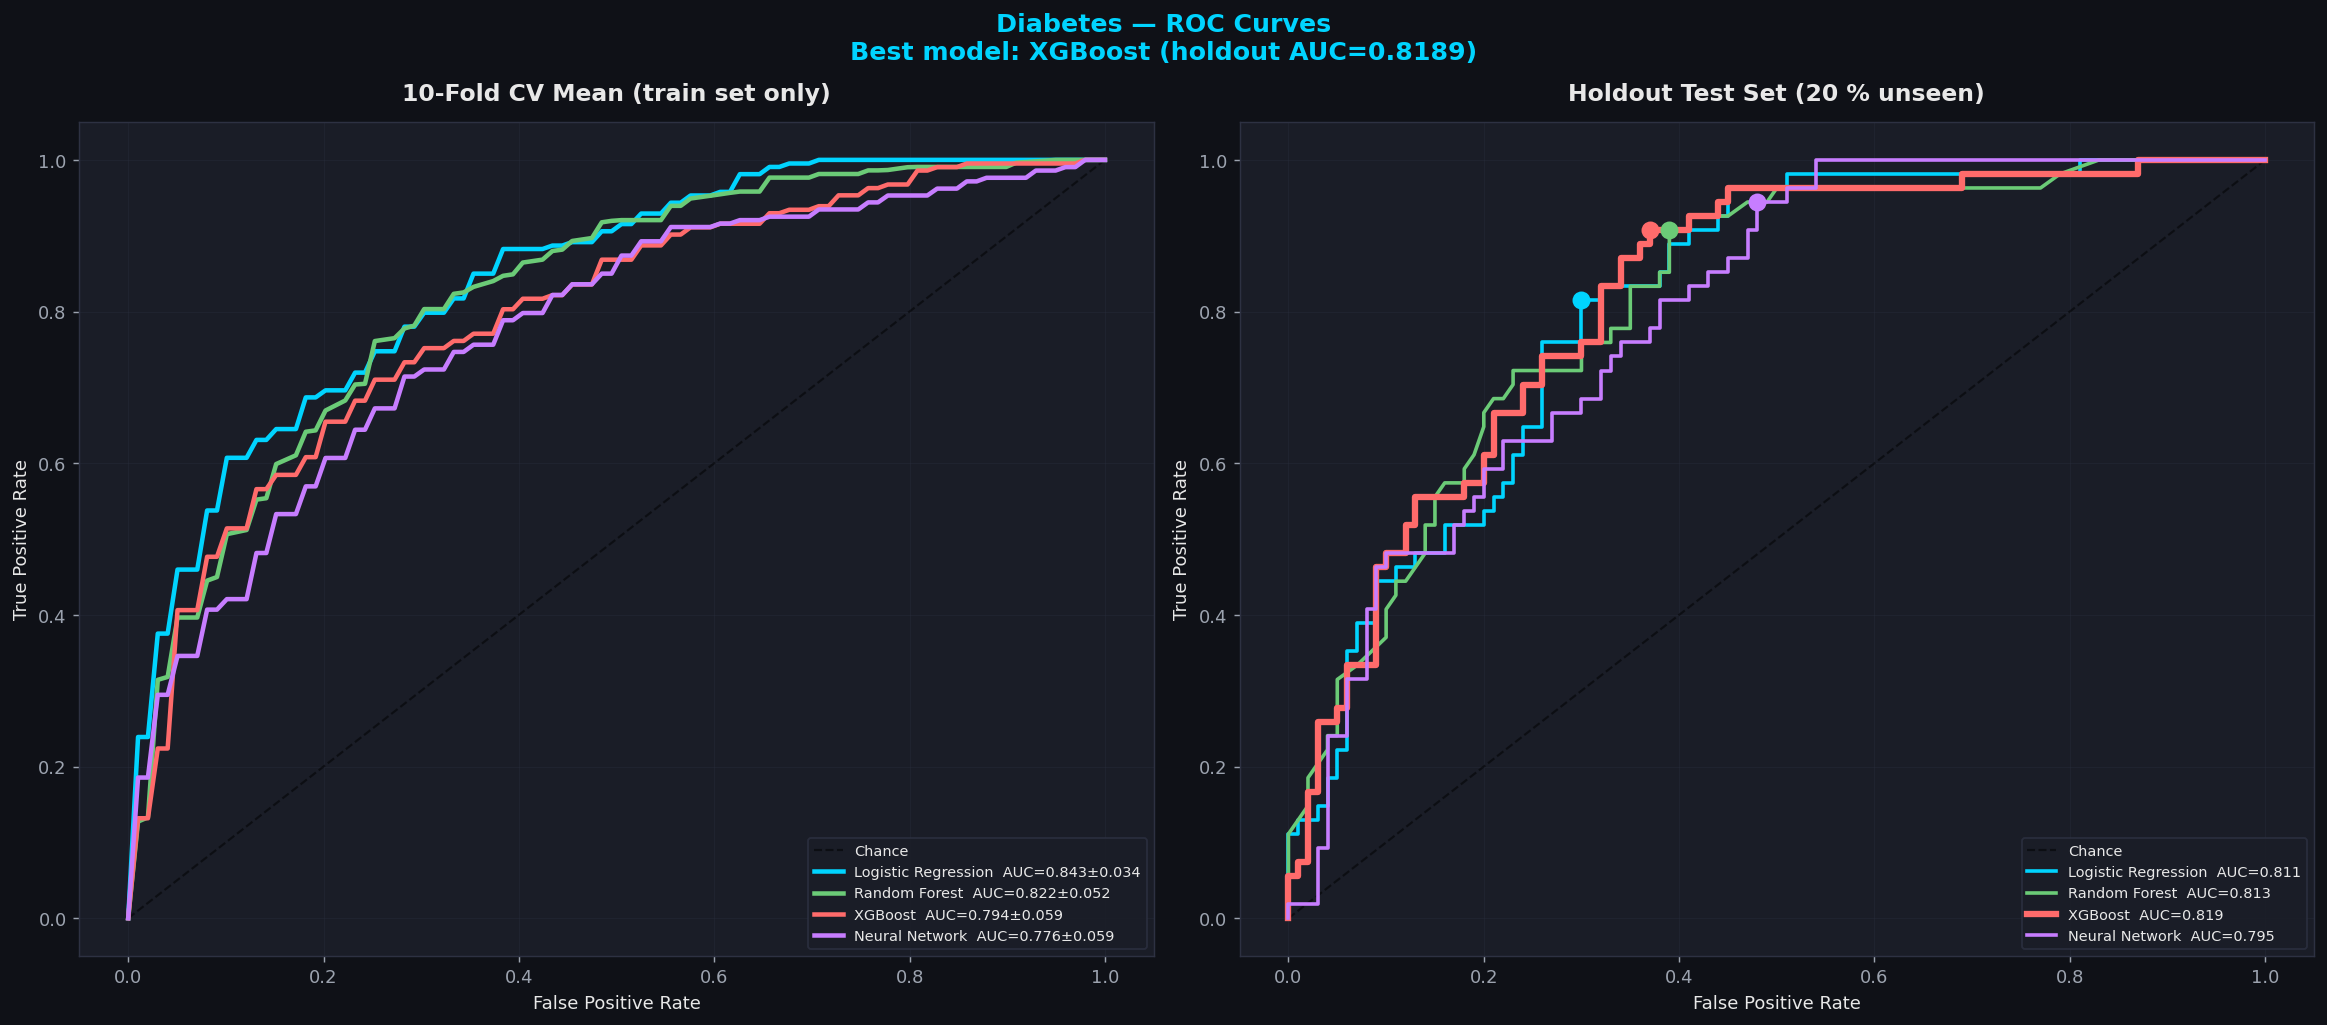 Diabetes — ROC Curves
Best model: XGBoost (holdout AUC=0.8189)
10-Fold CV Mean (train set only)
True Positive Rate
1.0
0.8
0.6
0.4
0.2
0.0
0.0 0.2 0.4 0.6 0.8 1.0
False Positive Rate
Chance
Logistic Regression AUC=0.843±0.034
Random Forest AUC=0.822±0.052
XGBoost AUC=0.794±0.059
Neural Network AUC=0.776±0.059
Holdout Test Set (20 % unseen)
True Positive Rate
1.0
0.8
0.6
0.4
0.2
0.0
0.0 0.2 0.4 0.6 0.8 1.0
False Positive Rate
Chance
Logistic Regression AUC=0.811
Random Forest AUC=0.813
XGBoost AUC=0.819
Neural Network AUC=0.795